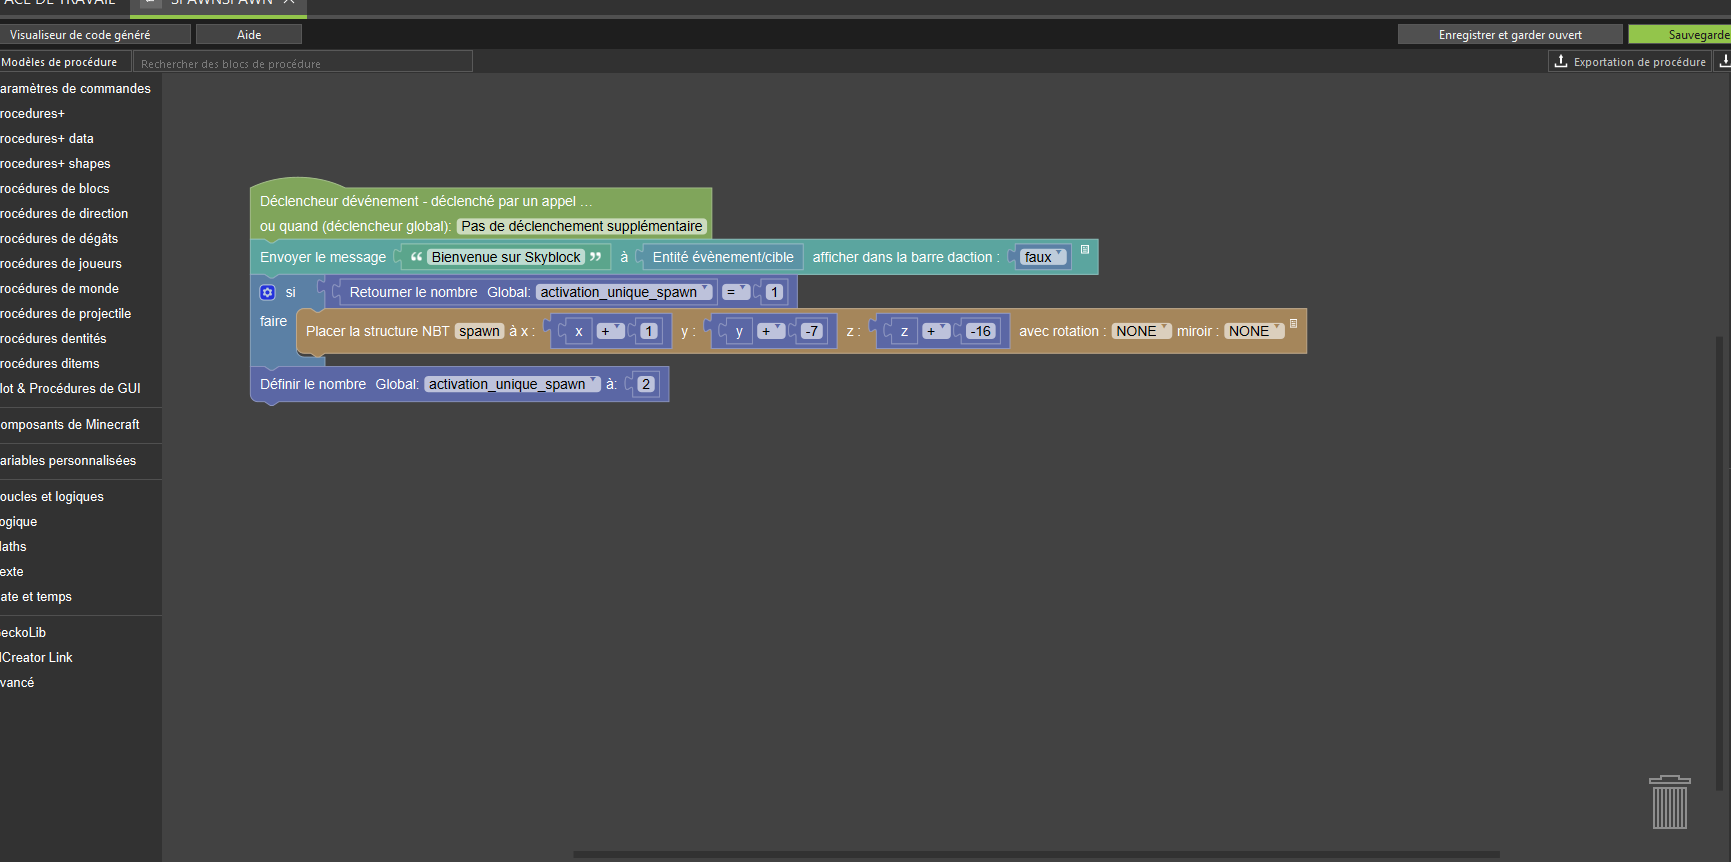 ACE DE TRAVAIL SPAWNSPAWN
Visualiseur de code généré Aide Enregistrer et garder ouvert Sauvegarde
Modèles de procédure Rechercher des blocs de procédure Exportation de procédure
aramètres de commandes
rocedures+
rocedures+ data
rocedures+ shapes
rocédures de blocs
rocédures de direction
rocédures de dégâts
rocédures de joueurs
rocédures de monde
rocédures de projectile
rocédures dentités
rocédures ditems
lot & Procédures de GUI
omposants de Minecraft
ariables personnalisées
oucles et logiques
ogique
aths
exte
ate et temps
eckoLib
Creator Link
vancé
Déclencheur dévénement - déclenché par un appel ...
ou quand (déclencheur global): Pas de déclenchement supplémentaire
Envoyer le message “ Bienvenue sur Skyblock ” à Entité évènement/cible afficher dans la barre daction : faux
si Retourner le nombre Global: activation_unique_spawn = 1
faire Placer la structure NBT spawn à x : x + 1 y : y + -7 z : z + -16 avec rotation : NONE miroir : NONE
Définir le nombre Global: activation_unique_spawn à: 2